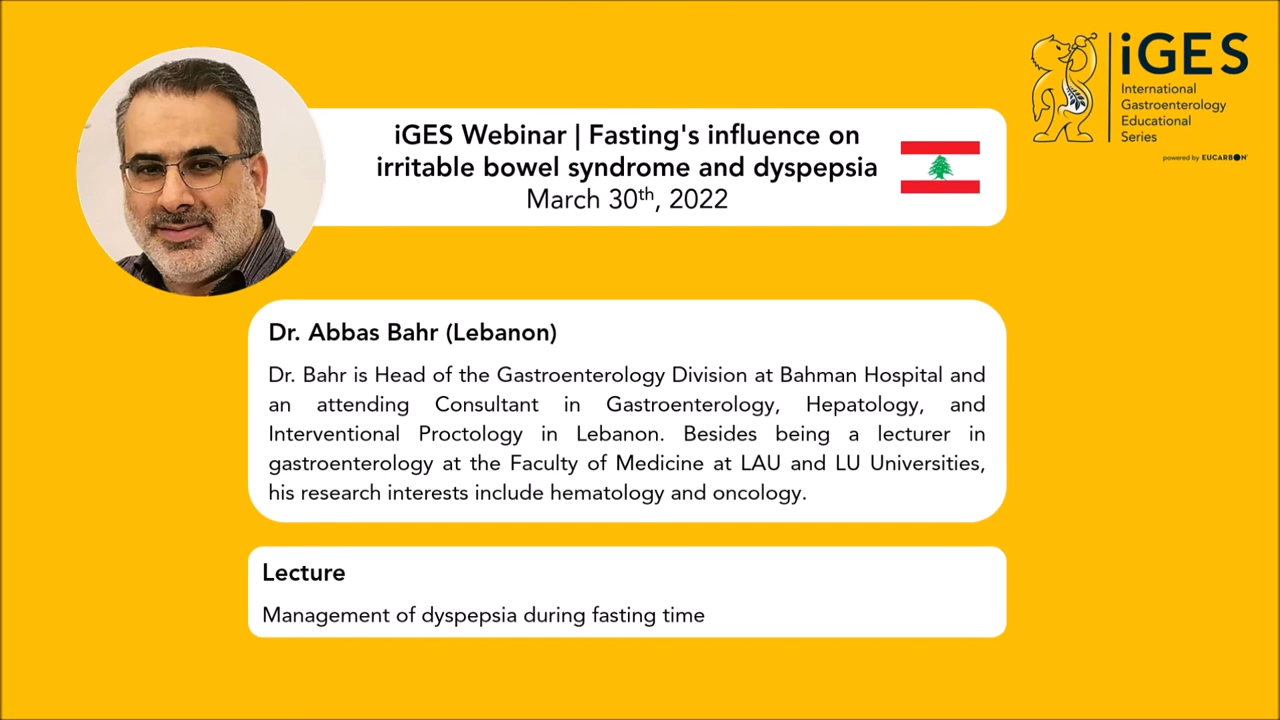 iGES
International
Gastroenterology
Educational
Series
powered by EUCARBON
iGES Webinar | Fasting's influence on
irritable bowel syndrome and dyspepsia
March 30th, 2022
Dr. Abbas Bahr (Lebanon)
Dr. Bahr is Head of the Gastroenterology Division at Bahman Hospital and
an attending Consultant in Gastroenterology, Hepatology, and
Interventional Proctology in Lebanon. Besides being a lecturer in
gastroenterology at the Faculty of Medicine at LAU and LU Universities,
his research interests include hematology and oncology.
Lecture
Management of dyspepsia during fasting time